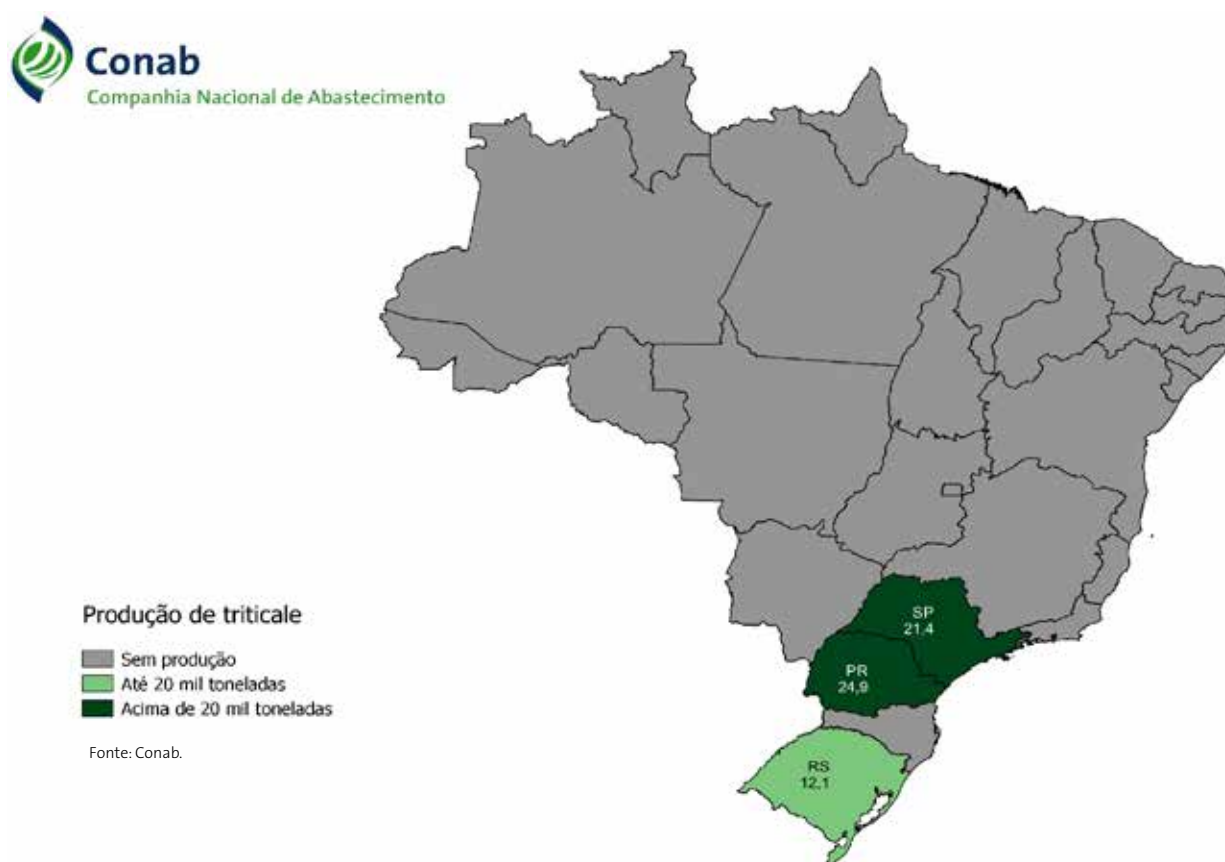 Conab
Companhia Nacional de Abastecimento
SP
21,4
PR
24,9
RS
12,1
Produção de triticale
Sem produção
Até 20 mil toneladas
Acima de 20 mil toneladas
Fonte: Conab.